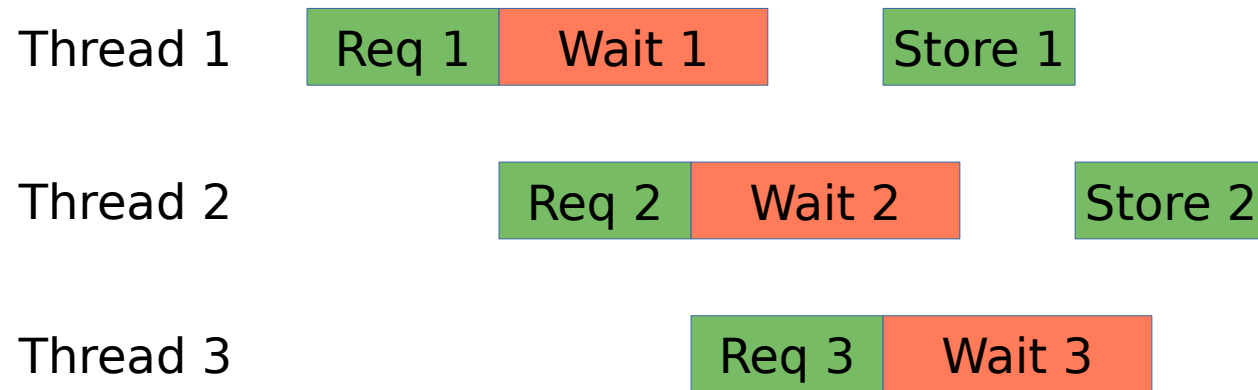 Thread 1 Req 1 Wait 1 Store 1
Thread 2 Req 2 Wait 2 Store 2
Thread 3 Req 3 Wait 3